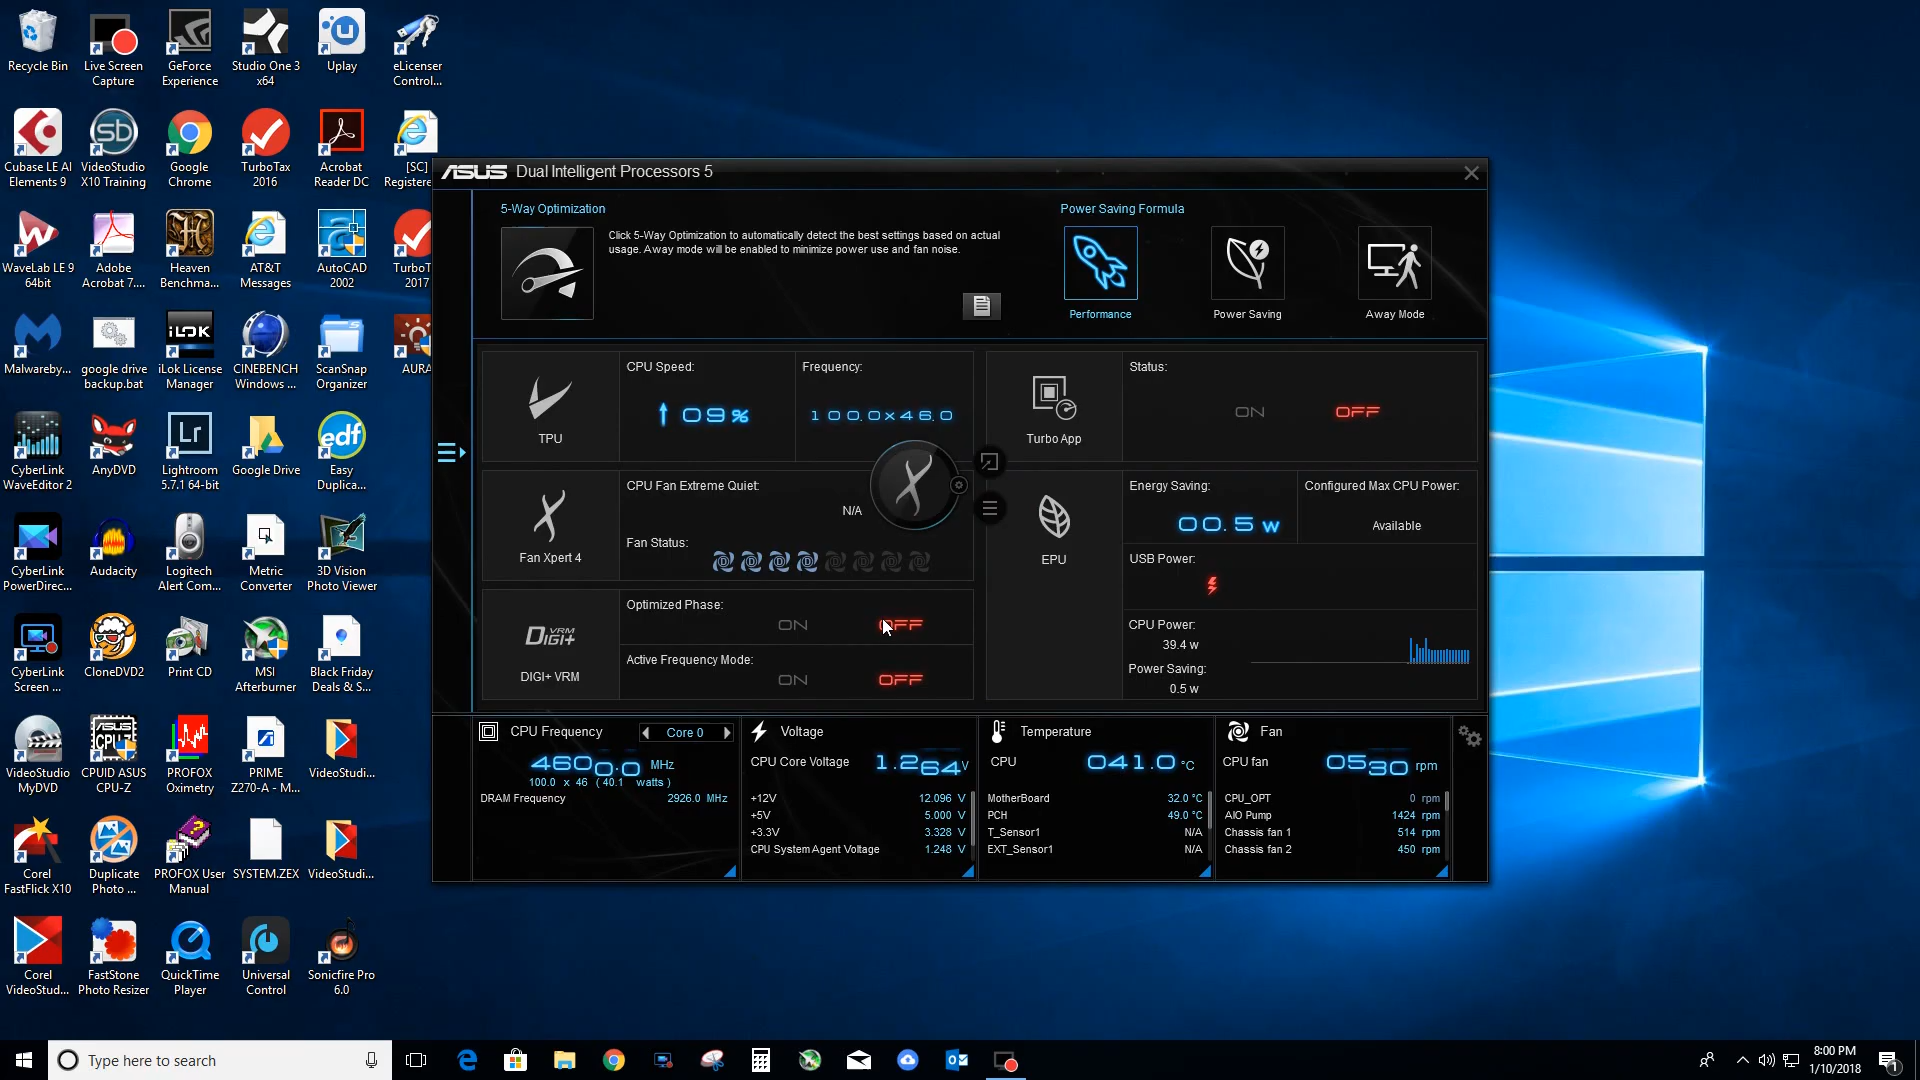 Recycle Bin
Live Screen
Capture
GeForce
Experience
Studio One 3
x64
Uplay
eLicenser
Control...
Cubase LE AI
Elements 9
VideoStudio
X10 Training
Google
Chrome
TurboTax
2016
Acrobat
Reader DC
[SC]
Registere
WaveLab LE 9
64bit
Adobe
Acrobat 7....
Heaven
Benchma...
AT&T
Messages
AutoCAD
2002
TurboT
2017
Malwareby...
google drive
backup.bat
iLok License
Manager
CINEBENCH
Windows ...
ScanSnap
Organizer
AURA
CyberLink
WaveEditor 2
AnyDVD
Lightroom
5.7.1 64-bit
Google Drive
Easy
Duplica...
CyberLink
PowerDirec...
Audacity
Logitech
Alert Com...
Metric
Converter
3D Vision
Photo Viewer
CyberLink
Screen ...
CloneDVD2
Print CD
MSI
Afterburner
Black Friday
Deals & S...
VideoStudio
MyDVD
CPUID ASUS
CPU-Z
PROFOX
Oximetry
PRIME
Z270-A - M...
VideoStudi...
Corel
FastFlick X10
Duplicate
Photo ...
PROFOX User
Manual
SYSTEM.ZEX
VideoStudi...
Corel
VideoStud...
FastStone
Photo Resizer
QuickTime
Player
Universal
Control
Sonicfire Pro
6.0
sb
iLOK
Lr
edf
ASUS
CPU-Z
ASUS Dual Intelligent Processors 5
5-Way Optimization
Click 5-Way Optimization to automatically detect the best settings based on actual
usage. Away mode will be enabled to minimize power use and fan noise.
Power Saving Formula
Performance
Power Saving
Away Mode
TPU
CPU Speed:
09%
Frequency:
100.0x46.0
Turbo App
Status:
ON OFF
Fan Xpert 4
CPU Fan Extreme Quiet:
N/A
Fan Status:
EPU
Energy Saving:
00.5 w
Configured Max CPU Power:
Available
USB Power:
CPU Power:
39.4 w
Power Saving:
0.5 w
DIGI+ VRM
DIGI+ VRM
Optimized Phase:
ON OFF
Active Frequency Mode:
ON OFF
CPU Frequency
Core 0
4600.0 MHz
100.0 x 46 ( 40.1 watts )
DRAM Frequency 2926.0 MHz
Voltage
CPU Core Voltage 1.264 V
+12V 12.096 V
+5V 5.000 V
+3.3V 3.328 V
CPU System Agent Voltage 1.248 V
Temperature
CPU 041.0 °C
MotherBoard 32.0 °C
PCH 49.0 °C
T_Sensor1 N/A
EXT_Sensor1 N/A
Fan
CPU fan 0530 rpm
CPU_OPT 0 rpm
AIO Pump 1424 rpm
Chassis fan 1 514 rpm
Chassis fan 2 450 rpm
Type here to search
8:00 PM
1/10/2018
1